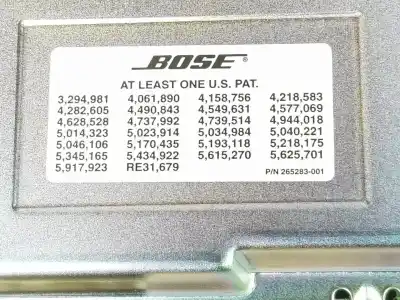 BOSE®
AT LEAST ONE U.S. PAT.
3,294,981 4,061,890 4,158,756 4,218,583
4,282,605 4,490,843 4,549,631 4,577,069
4,628,528 4,737,992 4,739,514 4,944,018
5,014,323 5,023,914 5,034,984 5,040,221
5,046,106 5,170,435 5,193,118 5,218,175
5,345,165 5,434,922 5,615,270 5,625,701
5,917,923 RE31,679
P/N 265283-001